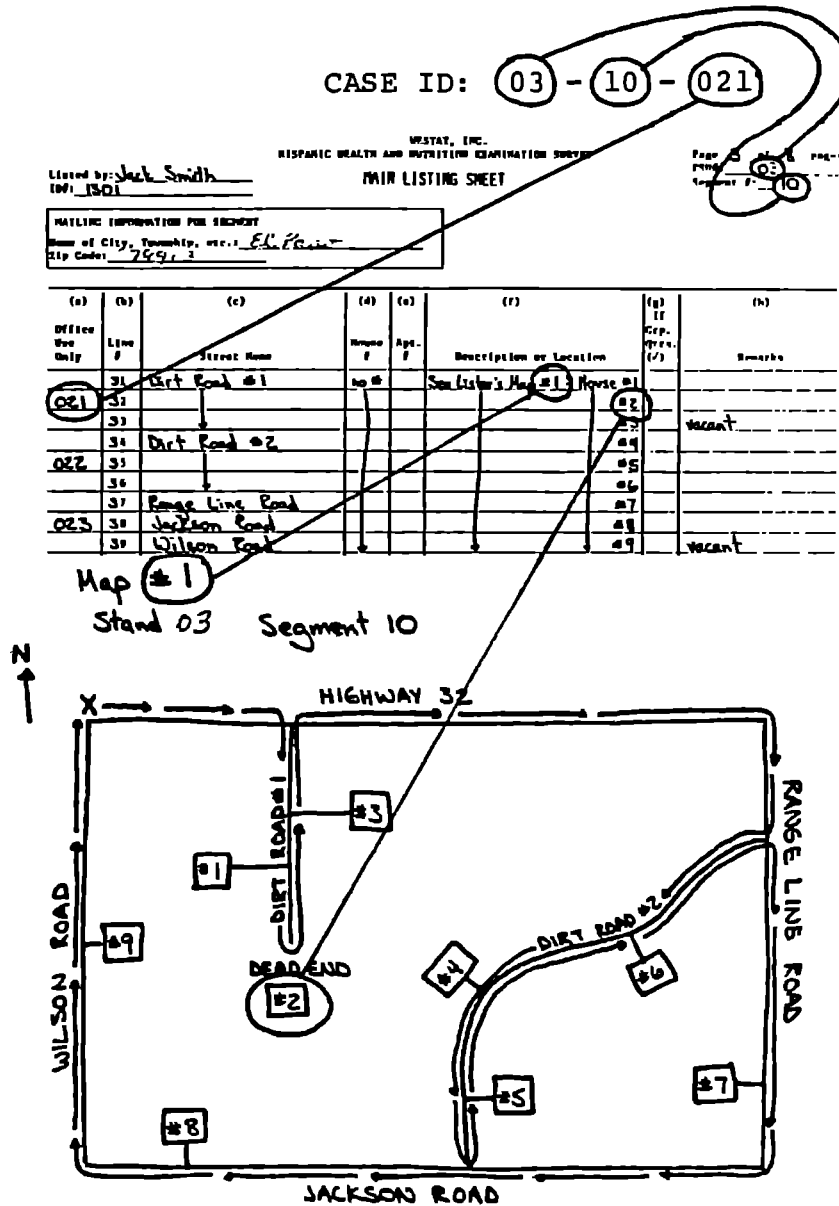 CASE ID: 03 - 10 - 021
WESTAT, INC.
HISPANIC HEALTH AND NUTRITION EXAMINATION SURVEY
MAIN LISTING SHEET
Listed by: Jack Smith
ID#: 1301
Page 3 of
03
Segment #: 10
MAILING INFORMATION FOR SEGMENT
Name of City, Township, etc.:
Zip Code:
(a) (b) (c) (d) (e) (f) (g) (h)
Office Use Only Line # Street Name House # Apt. # Description or Location If Grp. Qtrs. (✓) Remarks
31 Dirt Road #1 no # See Lister's Map #1: House #1
021 32 #2
33 #3 vacant
34 Dirt Road #2 #4
022 35 #5
36 #6
37 Range Line Road #7
023 38 Jackson Road #8
39 Wilson Road #9 vacant
Map #1
Stand 03 Segment 10
N
X
HIGHWAY 32
DIRT ROAD #1
#3
#1
RANGE LINE ROAD
WILSON ROAD
#9
DEAD END
#2
DIRT ROAD #2
#4
#6
#5
#7
#8
JACKSON ROAD